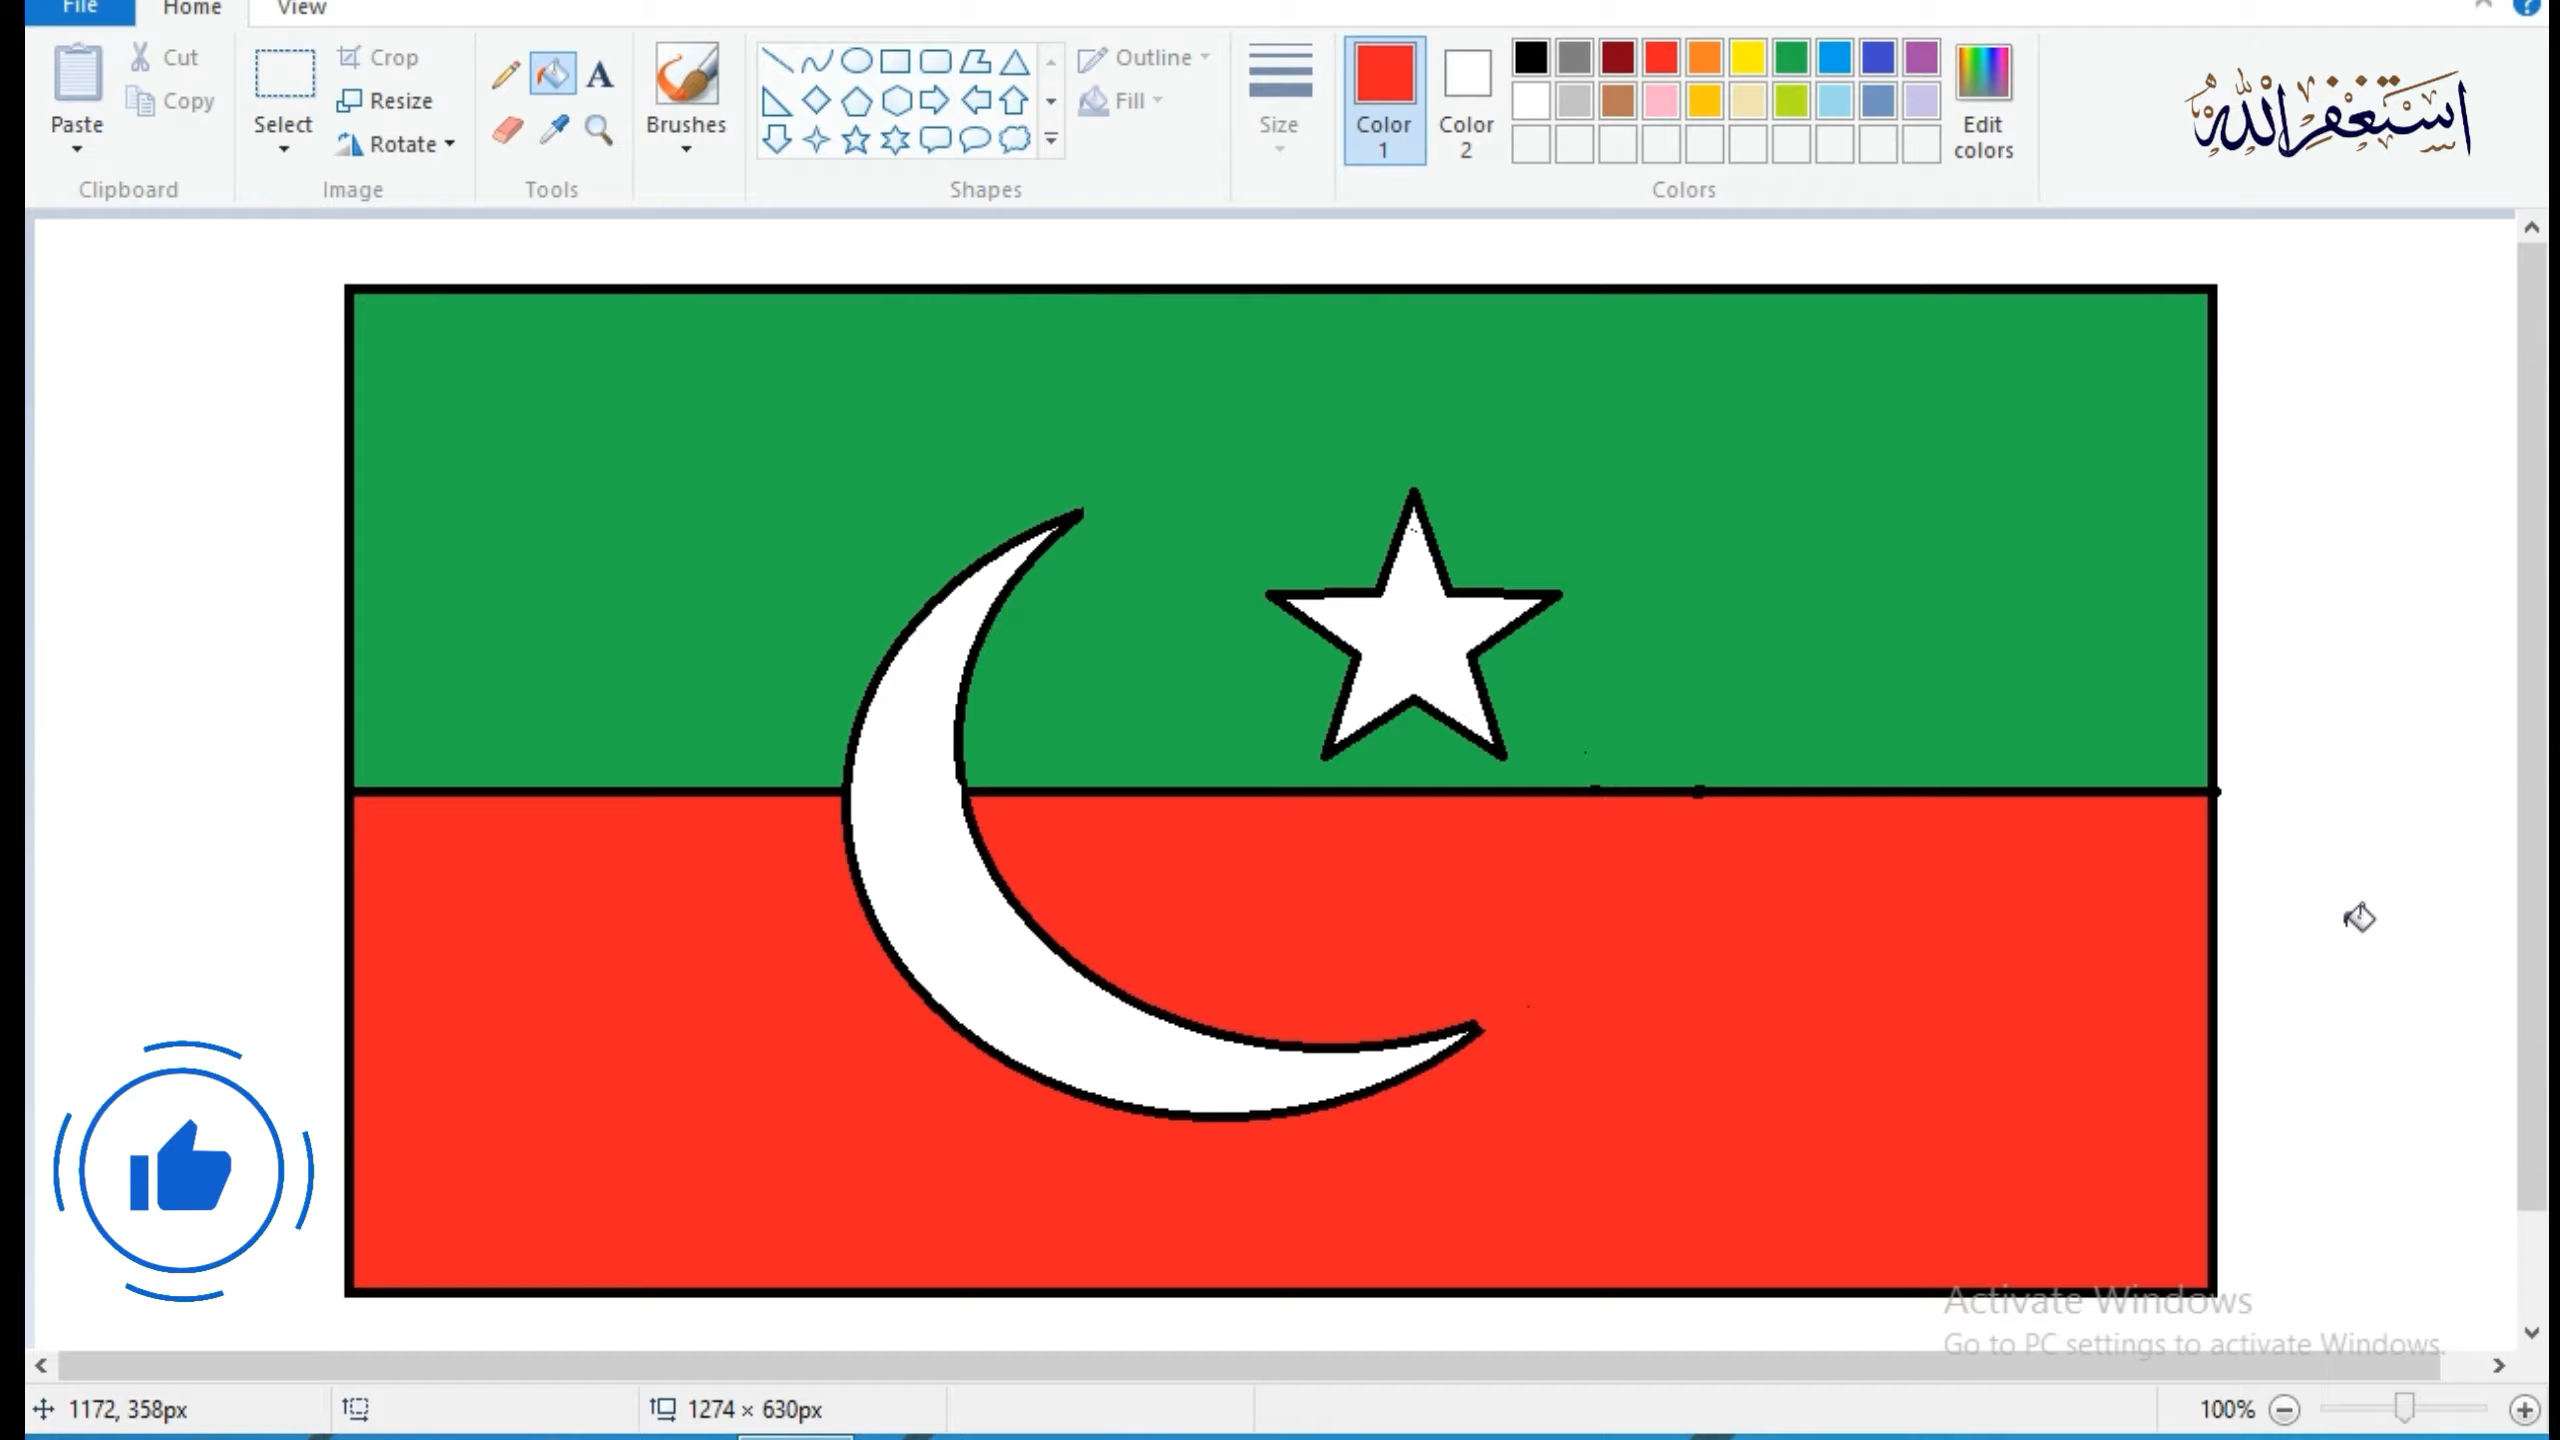 File Home View
Cut
Copy
Paste
Clipboard
Select
Crop
Resize
Rotate
Image
A
Tools
Brushes
Shapes
Outline
Fill
Size
Color 1
Color 2
Edit colors
Colors
أستغفر الله
Activate Windows
Go to PC settings to activate Windows.
1172, 358px
1274 × 630px
100%